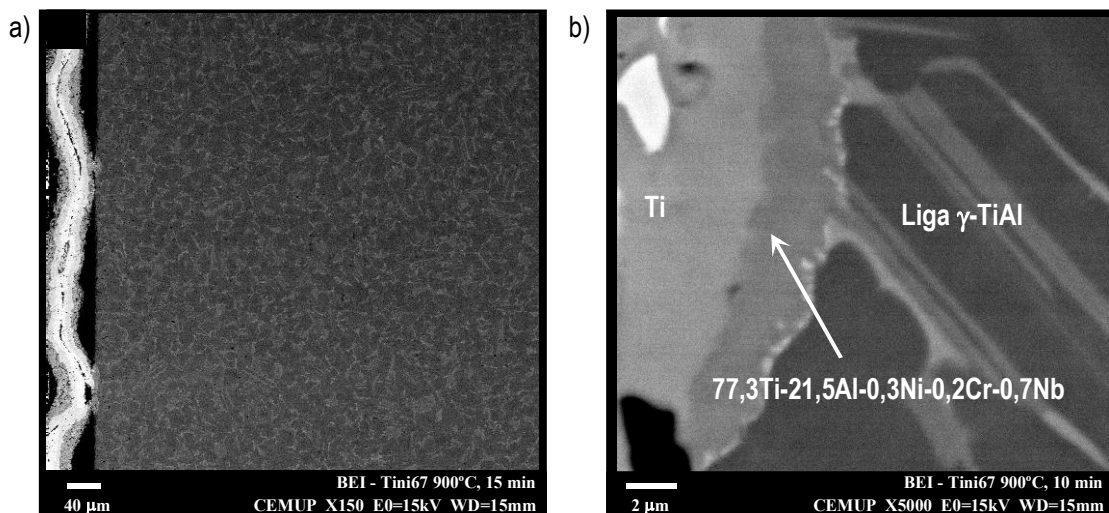 a)
BEI - Tini67 900ºC, 15 min
40 µm
CEMUP X150 E0=15kV WD=15mm
b)
Ti
Liga γ-TiAl
77,3Ti-21,5Al-0,3Ni-0,2Cr-0,7Nb
BEI - Tini67 900ºC, 10 min
2 µm
CEMUP X5000 E0=15kV WD=15mm